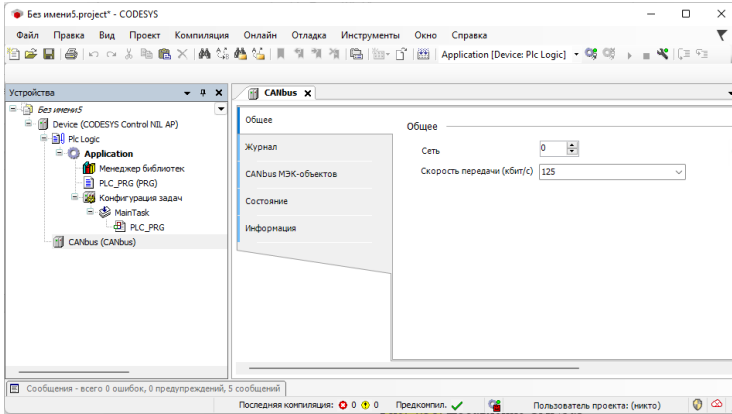 Без имени5.project* - CODESYS
Файл Правка Вид Проект Компиляция Онлайн Отладка Инструменты Окно Справка
Application [Device: Plc Logic]
Устройства
CANbus
Без имени5
Device (CODESYS Control NIL AP)
Plc Logic
Application
Менеджер библиотек
PLC_PRG (PRG)
Конфигурация задач
MainTask
PLC_PRG
CANbus (CANbus)
Общее
Журнал
CANbus МЭК-объектов
Состояние
Информация
Общее
Сеть 0
Скорость передачи (кбит/с) 125
Сообщения - всего 0 ошибок, 0 предупреждений, 5 сообщений
Последняя компиляция: 0 0 Предкомпил. Пользователь проекта: (никто)